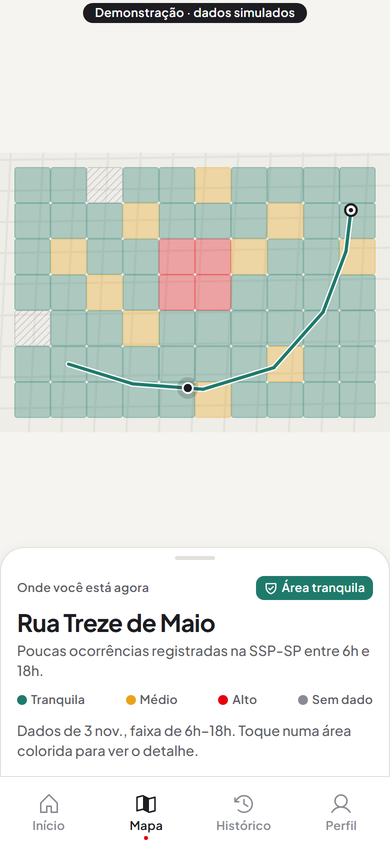 Demonstração · dados simulados
Onde você está agora
Área tranquila
Rua Treze de Maio
Poucas ocorrências registradas na SSP-SP entre 6h e
18h.
Tranquila
Médio
Alto
Sem dado
Dados de 3 nov., faixa de 6h–18h. Toque numa área
colorida para ver o detalhe.
Início
Mapa
Histórico
Perfil